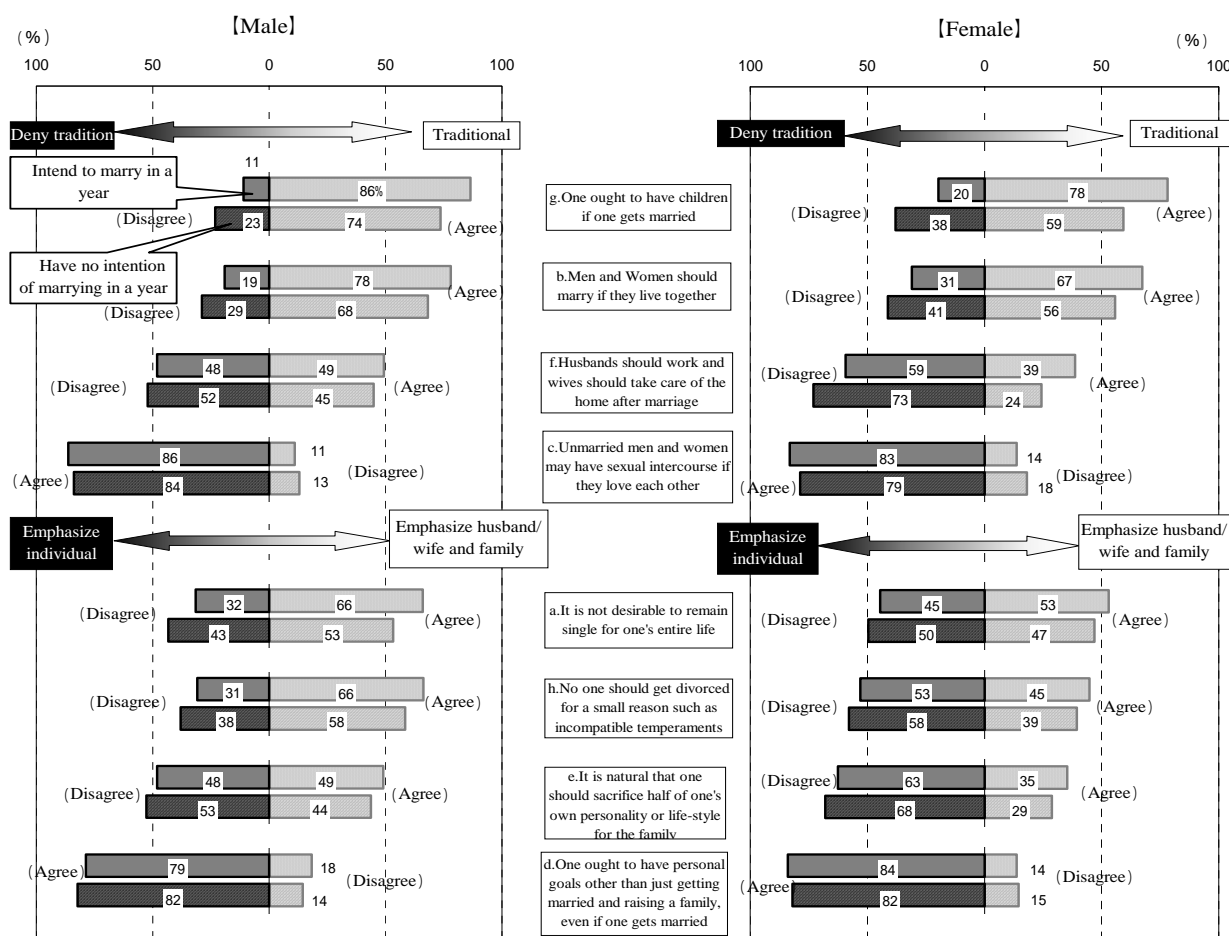 【Male】
【Female】
(%)
(%)
100 50 0 50 100
100 50 0 50 100
Deny tradition
Traditional
Deny tradition
Traditional
Intend to marry in a
year
11
86%
(Disagree)
23
74
(Agree)
Have no intention
of marrying in a year
g.One ought to have children
if one gets married
20
78
(Disagree)
38
59
(Agree)
19
78
(Agree)
29
68
(Disagree)
b.Men and Women should
marry if they live together
31
67
(Disagree)
(Agree)
41
56
48
49
(Disagree)
(Agree)
52
45
f.Husbands should work and
wives should take care of the
home after marriage
59
39
(Disagree)
(Agree)
73
24
86
11
(Disagree)
(Agree)
84
13
c.Unmarried men and women
may have sexual intercourse if
they love each other
83
14
(Disagree)
(Agree)
79
18
Emphasize
individual
Emphasize husband/
wife and family
Emphasize
individual
Emphasize husband/
wife and family
32
66
(Disagree)
(Agree)
43
53
a.It is not desirable to remain
single for one's entire life
45
53
(Disagree)
(Agree)
50
47
31
66
(Disagree)
(Agree)
38
58
h.No one should get divorced
for a small reason such as
incompatible temperaments
53
45
(Disagree)
(Agree)
58
39
48
49
(Disagree)
(Agree)
53
44
e.It is natural that one
should sacrifice half of one's
own personality or life-style
for the family
63
35
(Disagree)
(Agree)
68
29
79
18
(Agree)
(Disagree)
82
14
d.One ought to have personal
goals other than just getting
married and raising a family,
even if one gets married
84
14
(Disagree)
(Agree)
82
15